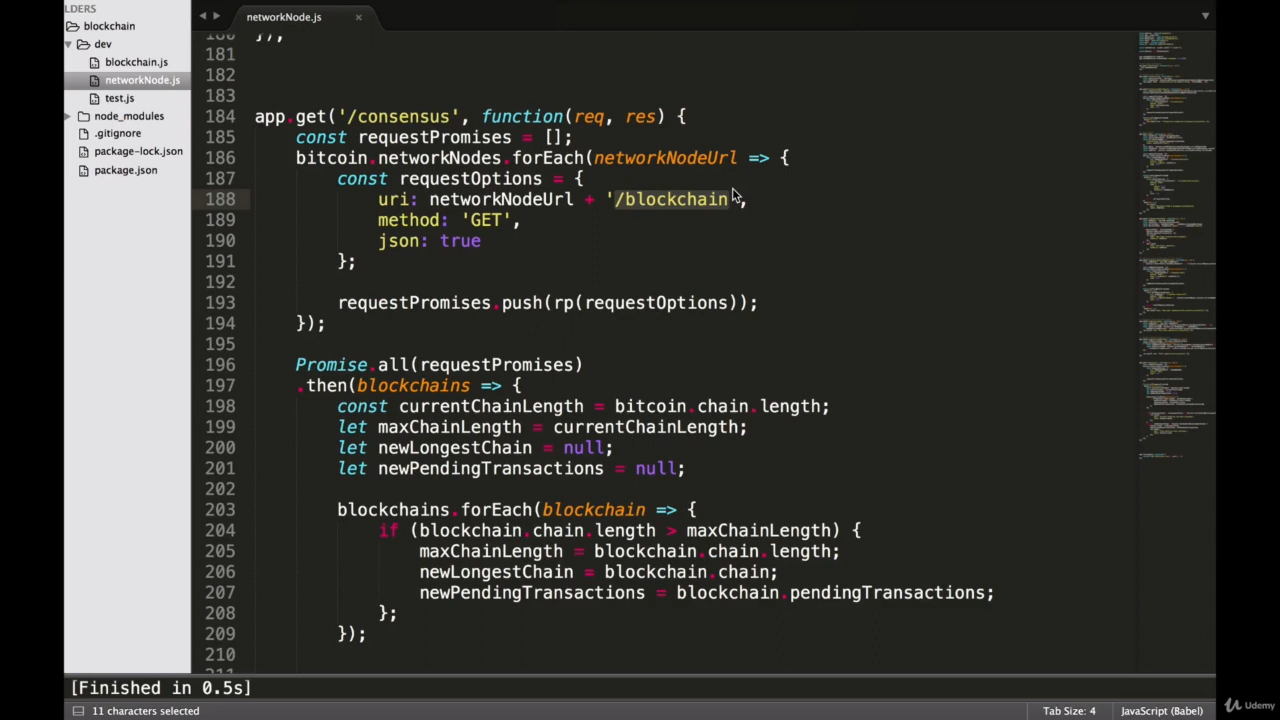 LDERS
blockchain
dev
blockchain.js
networkNode.js
test.js
node_modules
.gitignore
package-lock.json
package.json
networkNode.js
180 });
181
182
183
184 app.get('/consensus', function(req, res) {
185 const requestPromises = [];
186 bitcoin.networkNodes.forEach(networkNodeUrl => {
187 const requestOptions = {
188 uri: networkNodeUrl + '/blockchain',
189 method: 'GET',
190 json: true
191 };
192
193 requestPromises.push(rp(requestOptions));
194 });
195
196 Promise.all(requestPromises)
197 .then(blockchains => {
198 const currentChainLength = bitcoin.chain.length;
199 let maxChainLength = currentChainLength;
200 let newLongestChain = null;
201 let newPendingTransactions = null;
202
203 blockchains.forEach(blockchain => {
204 if (blockchain.chain.length > maxChainLength) {
205 maxChainLength = blockchain.chain.length;
206 newLongestChain = blockchain.chain;
207 newPendingTransactions = blockchain.pendingTransactions;
208 };
209 });
210
211
[Finished in 0.5s]
11 characters selected
Tab Size: 4
JavaScript (Babel)
Udemy